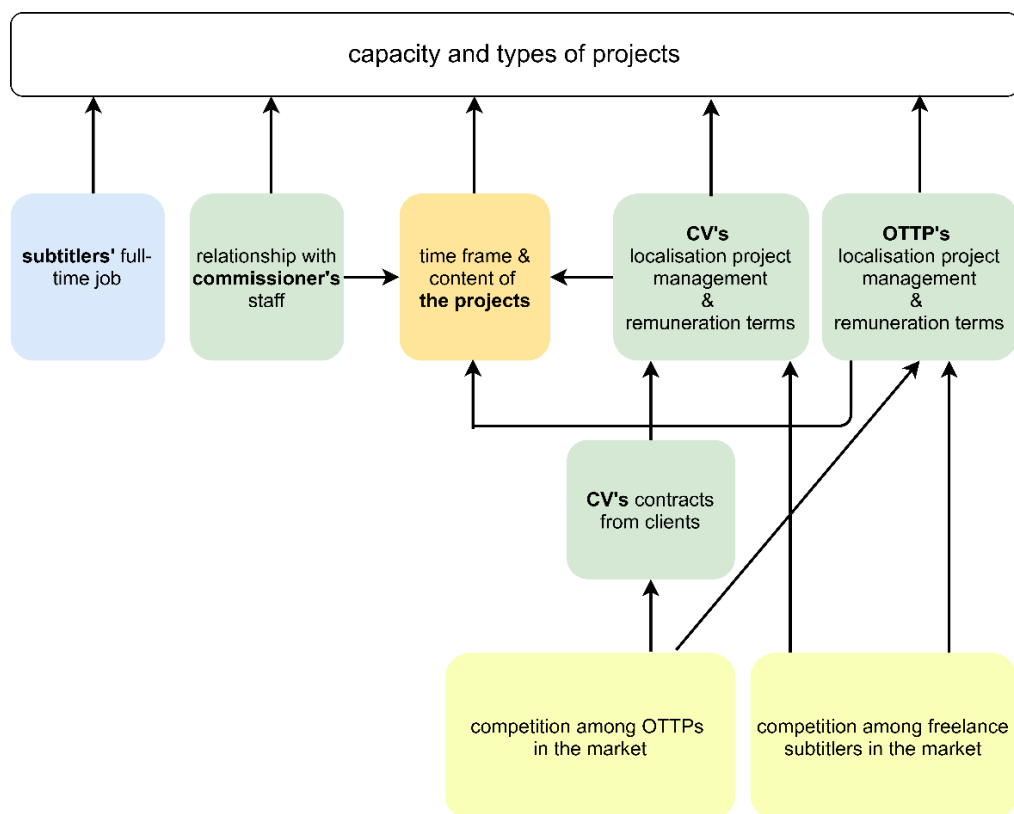 capacity and types of projects
subtitlers' full-
time job
relationship with
commissioner's
staff
time frame &
content of
the projects
CV's
localisation project
management
&
remuneration terms
OTTP's
localisation project
management
&
remuneration terms
CV's contracts
from clients
competition among OTTPs
in the market
competition among freelance
subtitlers in the market